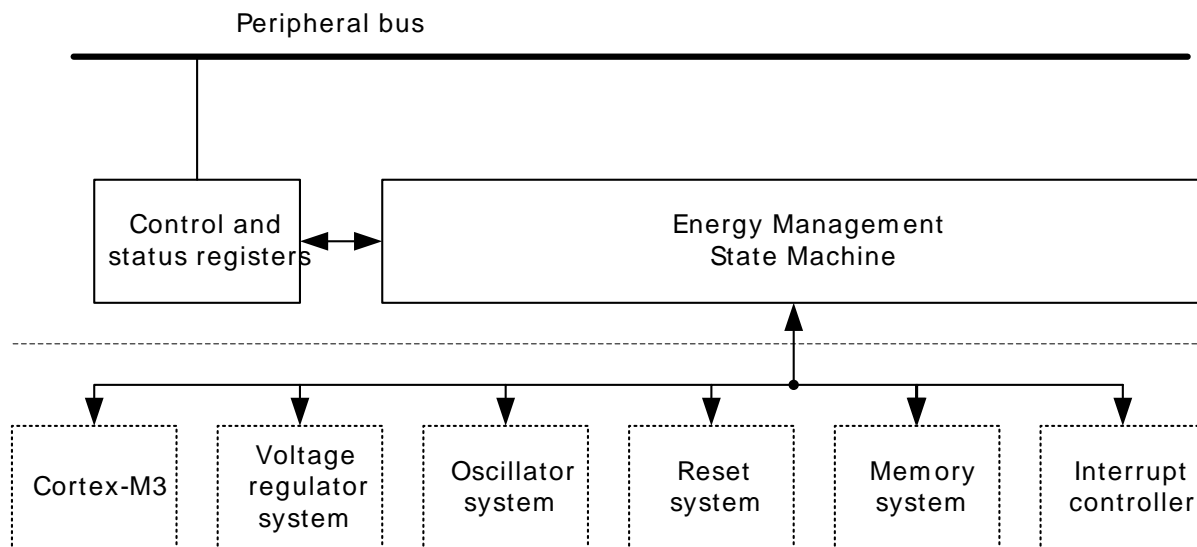 Peripheral bus
Control and
status registers
Energy Management
State Machine
Cortex-M3
Voltage
regulator
system
Oscillator
system
Reset
system
Memory
system
Interrupt
controller